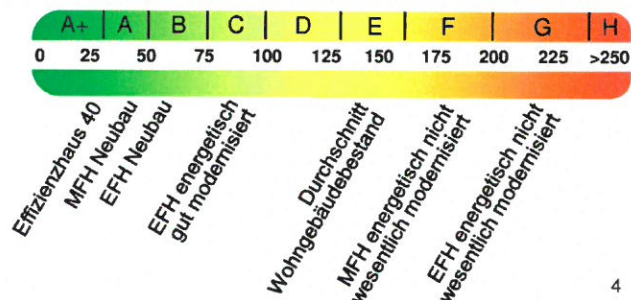 A+ A B C D E F G H
0 25 50 75 100 125 150 175 200 225 >250
Effizienzhaus 40
MFH Neubau
EFH Neubau
EFH energetisch
gut modernisiert
Durchschnitt
Wohngebäudebestand
MFH energetisch nicht
wesentlich modernisiert
EFH energetisch nicht
wesentlich modernisiert
4